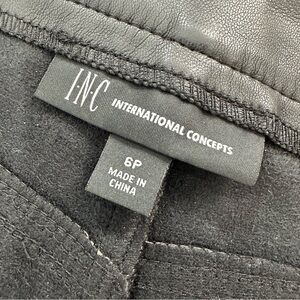 I·N·C INTERNATIONAL CONCEPTS
6P
MADE IN
CHINA